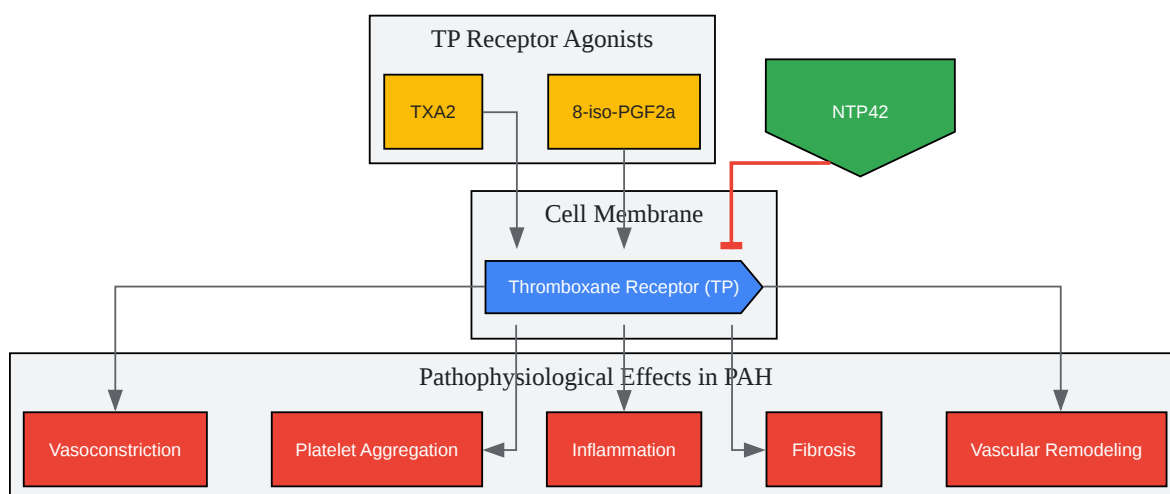 TP Receptor Agonists
TXA2
8-iso-PGF2a
NTP42
Cell Membrane
Thromboxane Receptor (TP)
Pathophysiological Effects in PAH
Vasoconstriction
Platelet Aggregation
Inflammation
Fibrosis
Vascular Remodeling